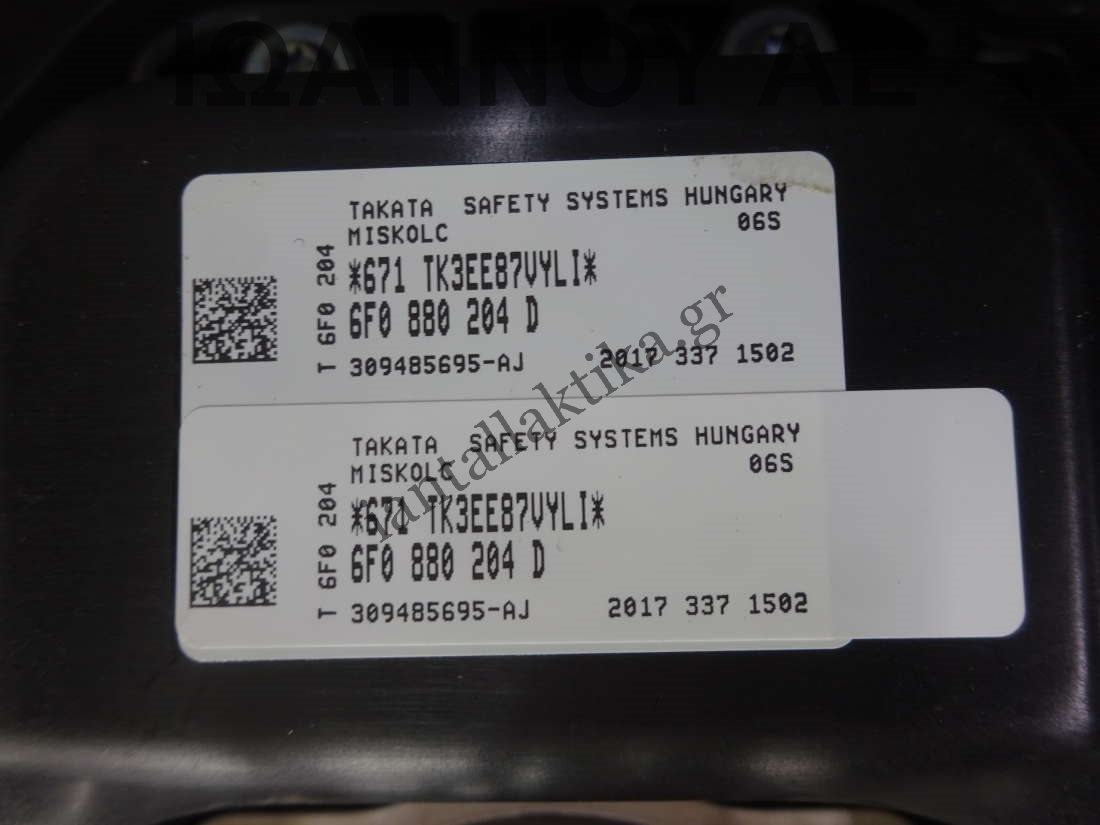 ΙΩΑΝΝΟΥ ΑΕ
TAKATA SAFETY SYSTEMS HUNGARY
MISKOLC 06S
*671 TK3EE87VYLI*
6F0 880 204 D
309485695-AJ 2017 337 1502
T 6F0 204
TAKATA SAFETY SYSTEMS HUNGARY
MISKOLC 06S
*671 TK3EE87VYLI*
6F0 880 204 D
309485695-AJ 2017 337 1502
T 6F0 204
iantallaktika.gr